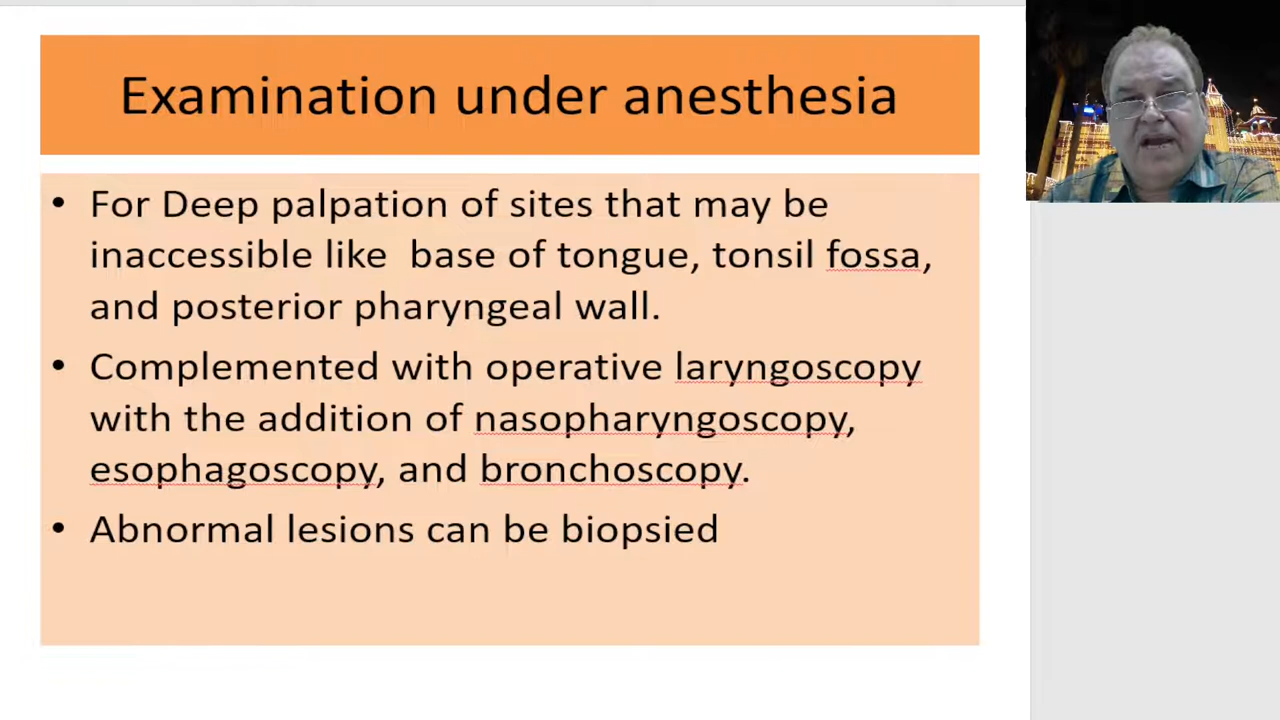 Examination under anesthesia
• For Deep palpation of sites that may be
inaccessible like  base of tongue, tonsil fossa,
and posterior pharyngeal wall.
• Complemented with operative laryngoscopy
with the addition of nasopharyngoscopy,
esophagoscopy, and bronchoscopy.
• Abnormal lesions can be biopsied